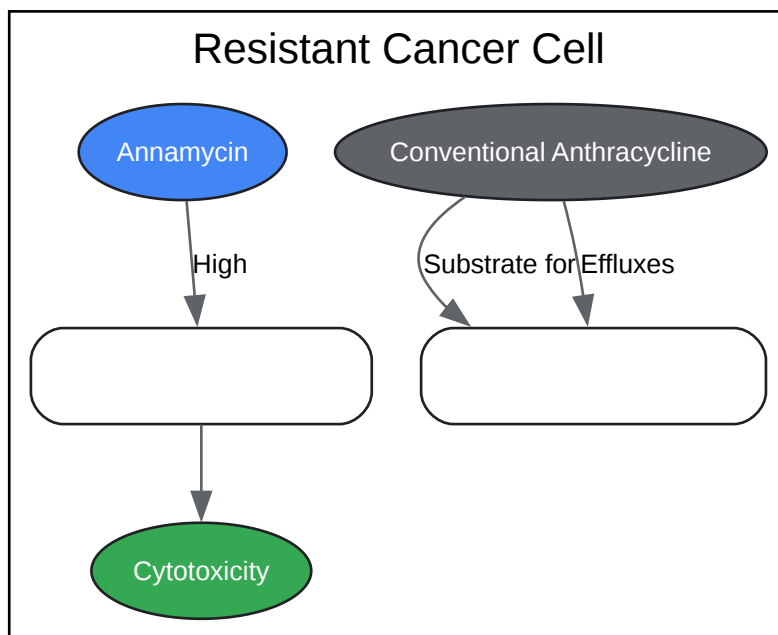 Resistant Cancer Cell
Annamycin
Conventional Anthracycline
High
Substrate for
Effluxes
Cytotoxicity